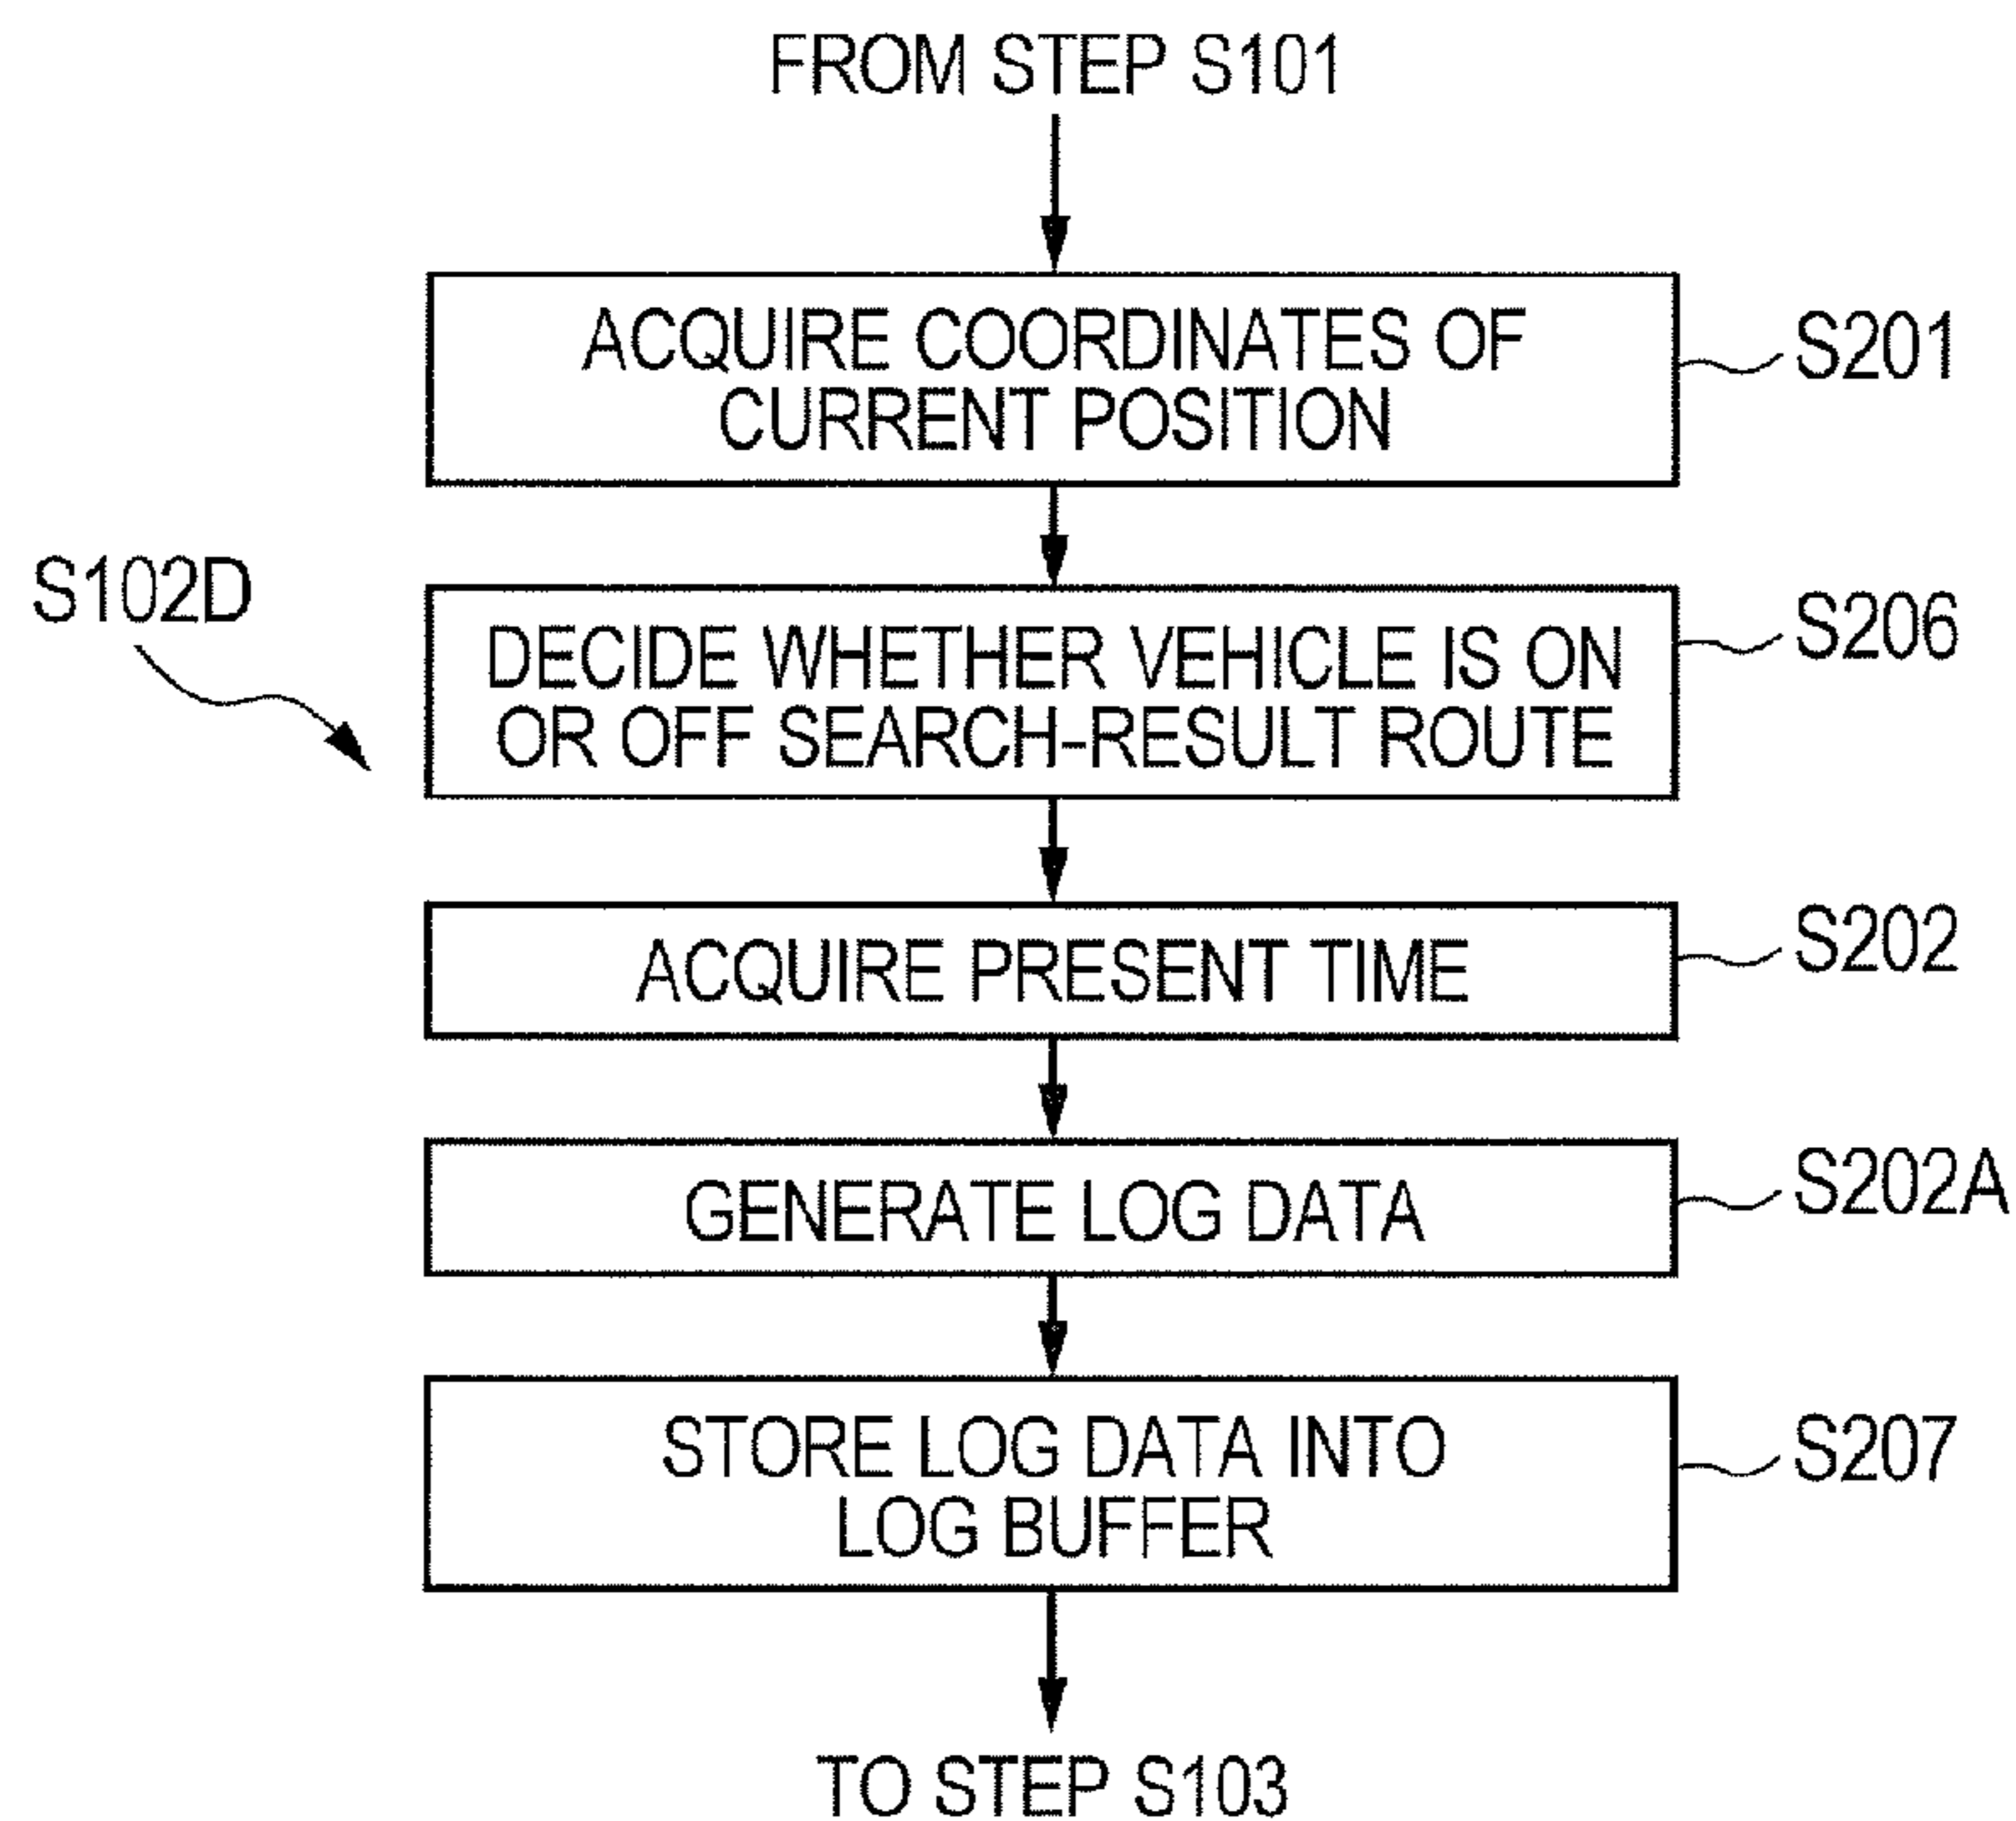 FROM STEP S101
ACQUIRE COORDINATES OF
CURRENT POSITION
S201
S102D
DECIDE WHETHER VEHICLE IS ON
OR OFF SEARCH-RESULT ROUTE
S206
ACQUIRE PRESENT TIME
S202
GENERATE LOG DATA
S202A
STORE LOG DATA INTO
LOG BUFFER
S207
TO STEP S103